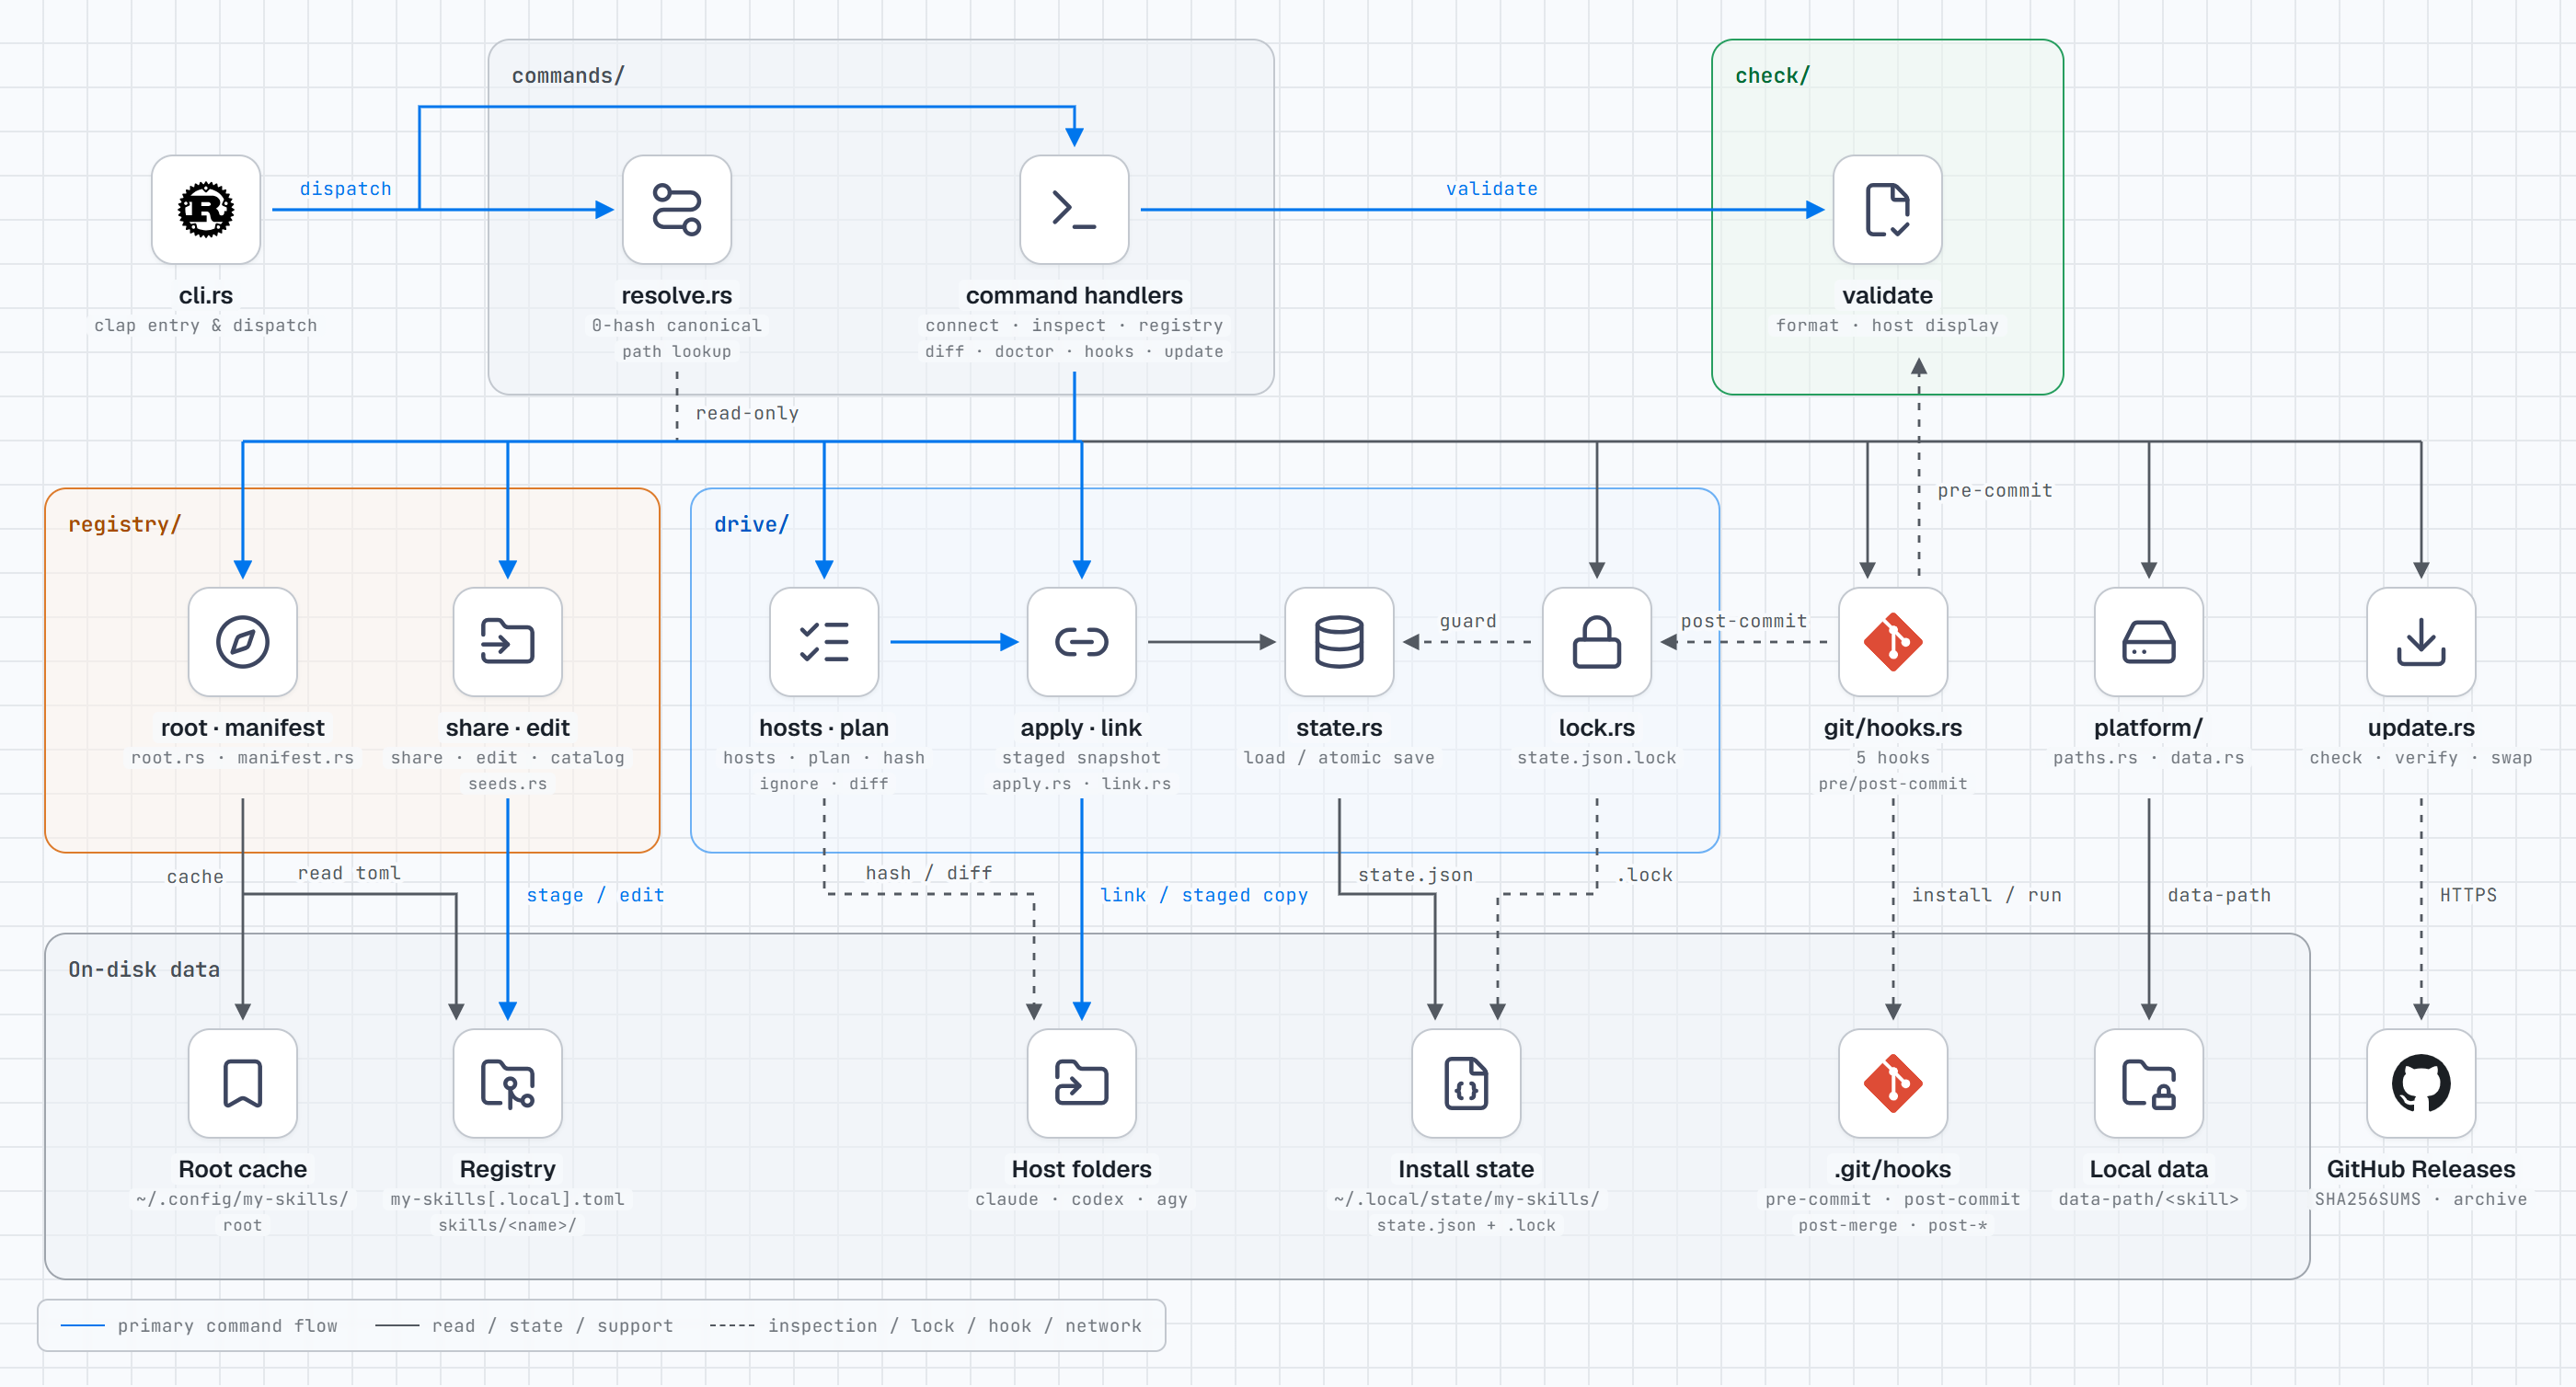 commands/
check/
dispatch
validate
cli.rs
clap entry & dispatch
resolve.rs
0-hash canonical
path lookup
command handlers
connect · inspect · registry
diff · doctor · hooks · update
validate
format · host display
read-only
pre-commit
registry/
drive/
guard
post-commit
root · manifest
root.rs · manifest.rs
share · edit
share · edit · catalog
seeds.rs
hosts · plan
hosts · plan · hash
ignore · diff
apply · link
staged snapshot
apply.rs · link.rs
state.rs
load / atomic save
lock.rs
state.json.lock
git/hooks.rs
5 hooks
pre/post-commit
platform/
paths.rs · data.rs
update.rs
check · verify · swap
cache
read toml
stage / edit
hash / diff
link / staged copy
state.json
.lock
install / run
data-path
HTTPS
On-disk data
Root cache
~/.config/my-skills/
root
Registry
my-skills[.local].toml
skills/<name>/
Host folders
claude · codex · agy
Install state
~/.local/state/my-skills/
state.json + .lock
.git/hooks
pre-commit · post-commit
post-merge · post-*
Local data
data-path/<skill>
GitHub Releases
SHA256SUMS · archive
primary command flow
read / state / support
inspection / lock / hook / network